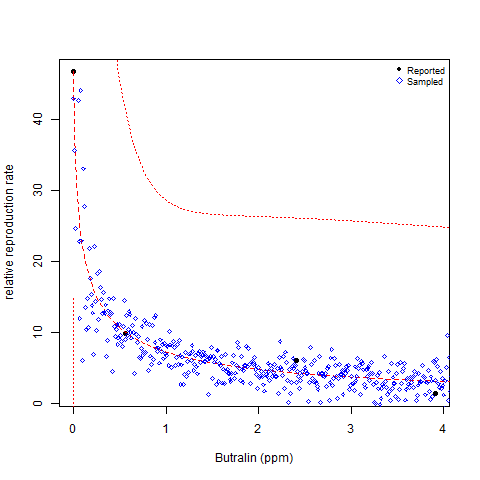 Reported
Sampled
relative reproduction rate
40
30
20
10
0
0 1 2 3 4
Butralin (ppm)